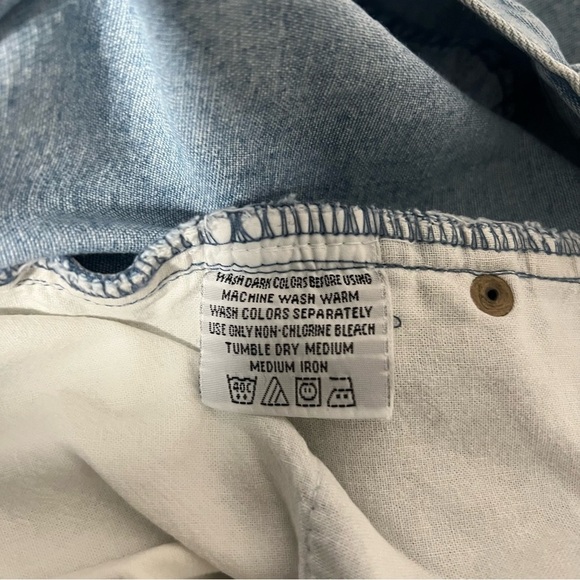 WASH DARK COLORS BEFORE USING
MACHINE WASH WARM
WASH COLORS SEPARATELY
USE ONLY NON-CHLORINE BLEACH
TUMBLE DRY MEDIUM
MEDIUM IRON
40C